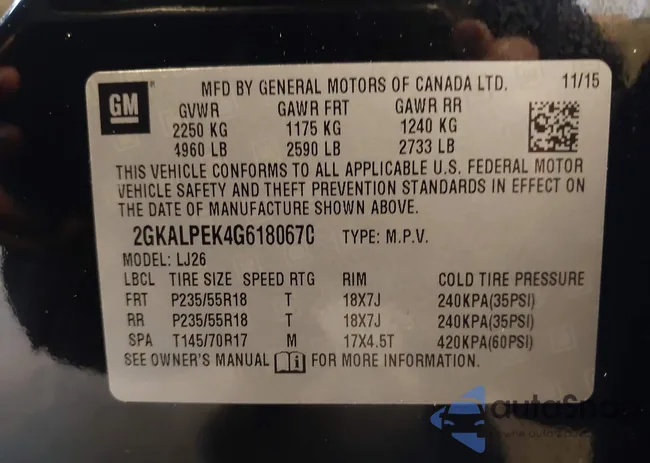 MFD BY GENERAL MOTORS OF CANADA LTD. 11/15
GM
GVWR GAWR FRT GAWR RR
2250 KG 1175 KG 1240 KG
4960 LB 2590 LB 2733 LB
THIS VEHICLE CONFORMS TO ALL APPLICABLE U.S. FEDERAL MOTOR
VEHICLE SAFETY AND THEFT PREVENTION STANDARDS IN EFFECT ON
THE DATE OF MANUFACTURE SHOWN ABOVE.
2GKALPEK4G618067C TYPE: M.P.V.
MODEL: LJ26
LBCL TIRE SIZE SPEED RTG RIM COLD TIRE PRESSURE
FRT P235/55R18 T 18X7J 240KPA(35PSI)
RR P235/55R18 T 18X7J 240KPA(35PSI)
SPA T145/70R17 M 17X4.5T 420KPA(60PSI)
SEE OWNER'S MANUAL i FOR MORE INFORMATION.